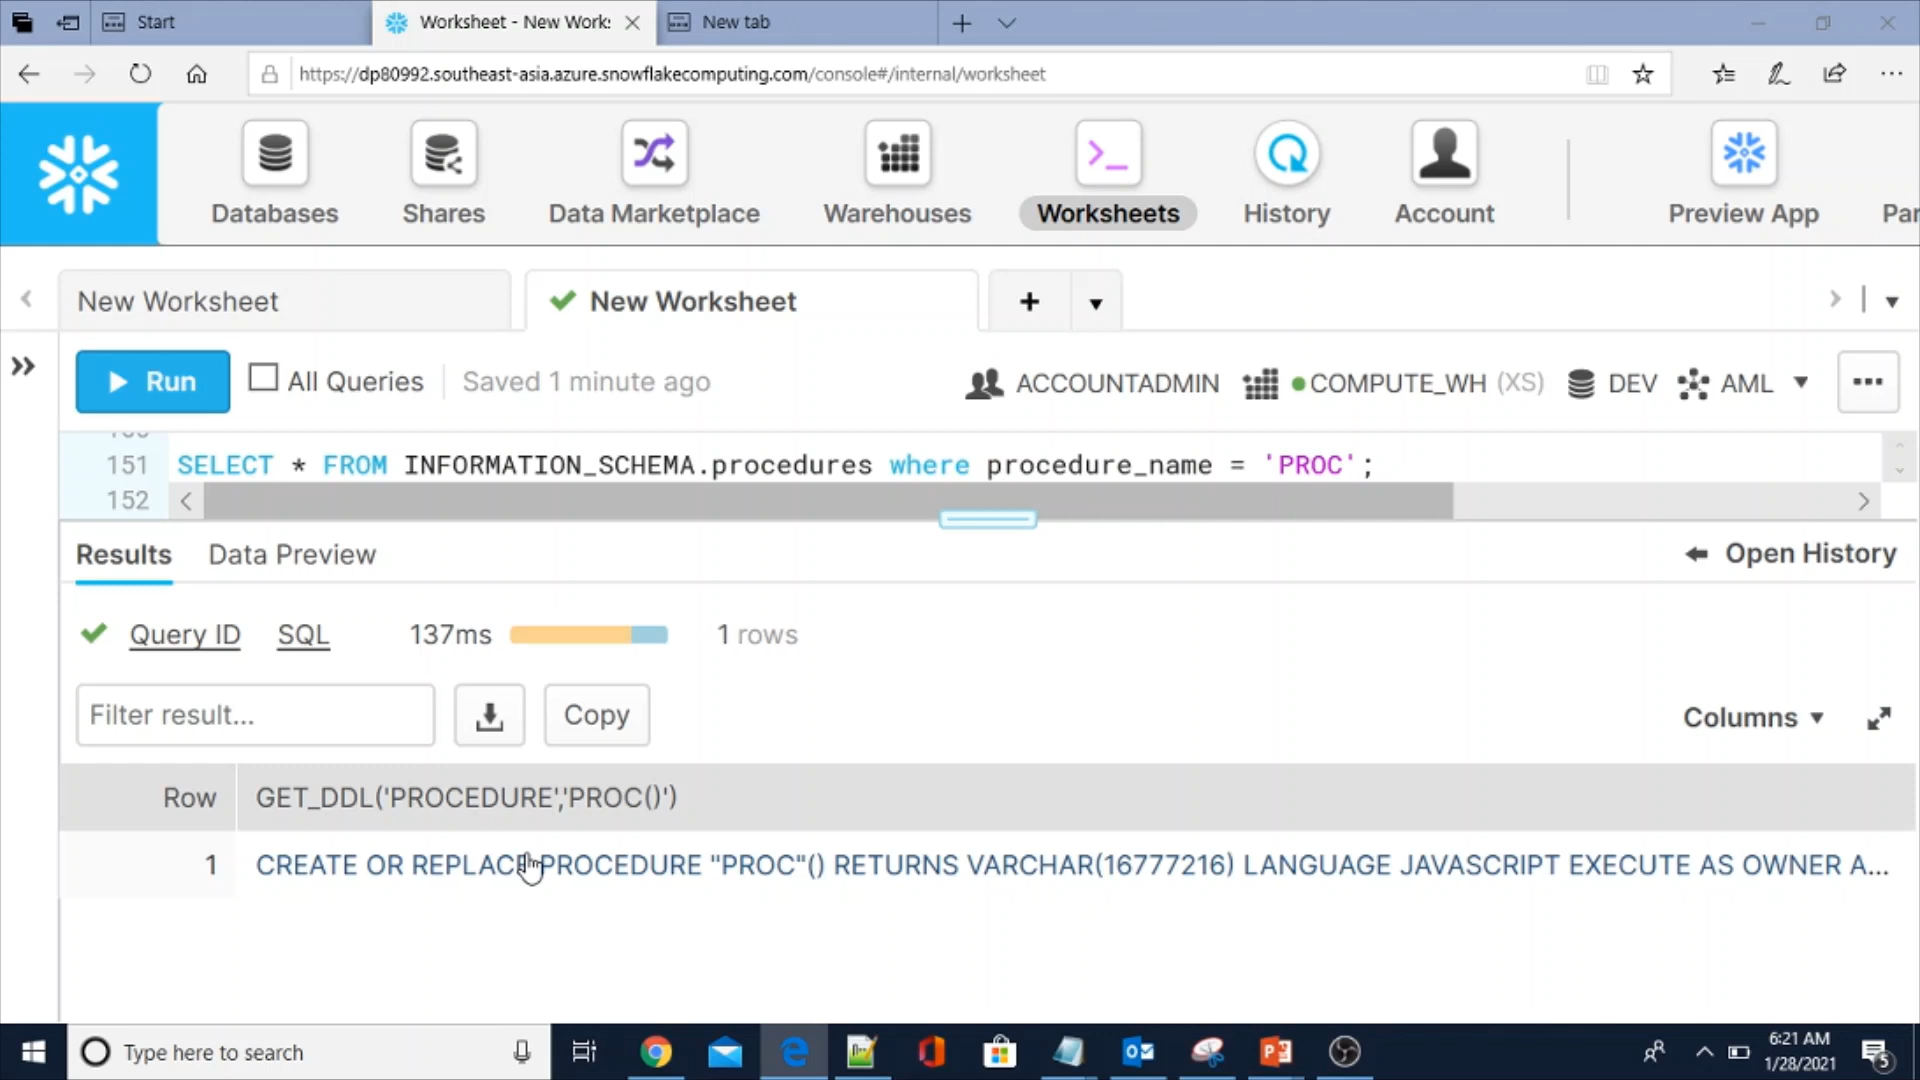 Start
Worksheet - New Work:
New tab
https://dp80992.southeast-asia.azure.snowflakecomputing.com/console#/internal/worksheet
Databases
Shares
Data Marketplace
Warehouses
Worksheets
History
Account
Preview App
Par
New Worksheet
New Worksheet
Run
All Queries
Saved 1 minute ago
ACCOUNTADMIN
COMPUTE_WH (XS)
DEV
AML
151 SELECT * FROM INFORMATION_SCHEMA.procedures where procedure_name = 'PROC';
152
Results
Data Preview
Open History
Query ID
SQL
137ms
1 rows
Filter result...
Copy
Columns
Row
GET_DDL('PROCEDURE','PROC()')
1
CREATE OR REPLACE PROCEDURE "PROC"() RETURNS VARCHAR(16777216) LANGUAGE JAVASCRIPT EXECUTE AS OWNER A...
Type here to search
6:21 AM
1/28/2021
5